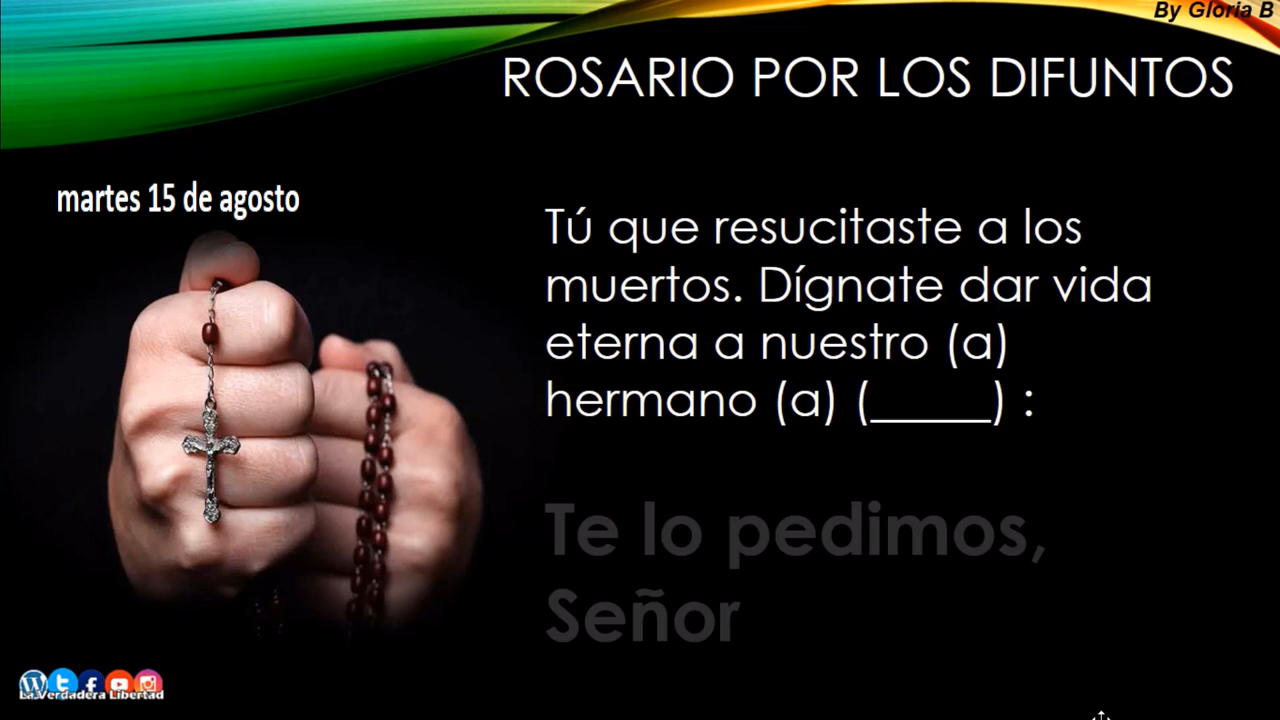 By Gloria B
ROSARIO POR LOS DIFUNTOS
martes 15 de agosto
Tú que resucitaste a los
muertos. Dígnate dar vida
eterna a nuestro (a)
hermano (a) (_____) :
Te lo pedimos,
Señor
La Verdadera Libertad